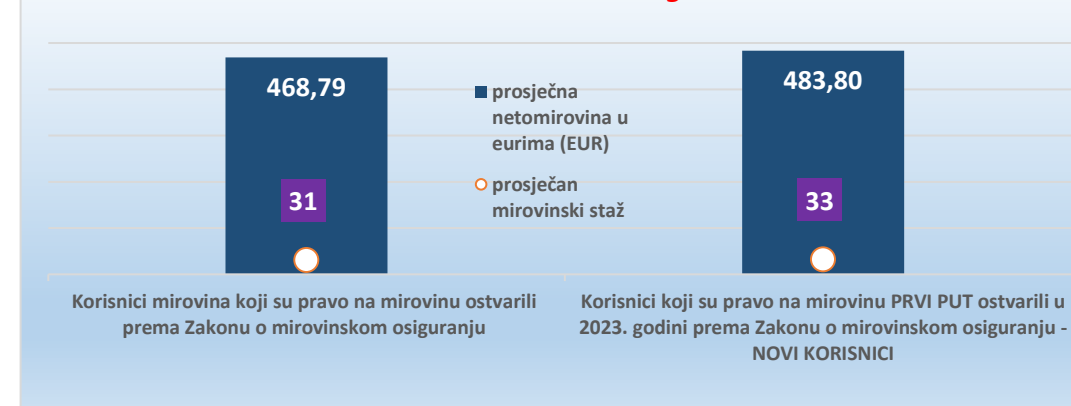 468,79
31
prosječna
netomirovina u
eurima (EUR)
prosječan
mirovinski staž
483,80
33
Korisnici mirovina koji su pravo na mirovinu ostvarili
prema Zakonu o mirovinskom osiguranju
Korisnici koji su pravo na mirovinu PRVI PUT ostvarili u
2023. godini prema Zakonu o mirovinskom osiguranju -
NOVI KORISNICI